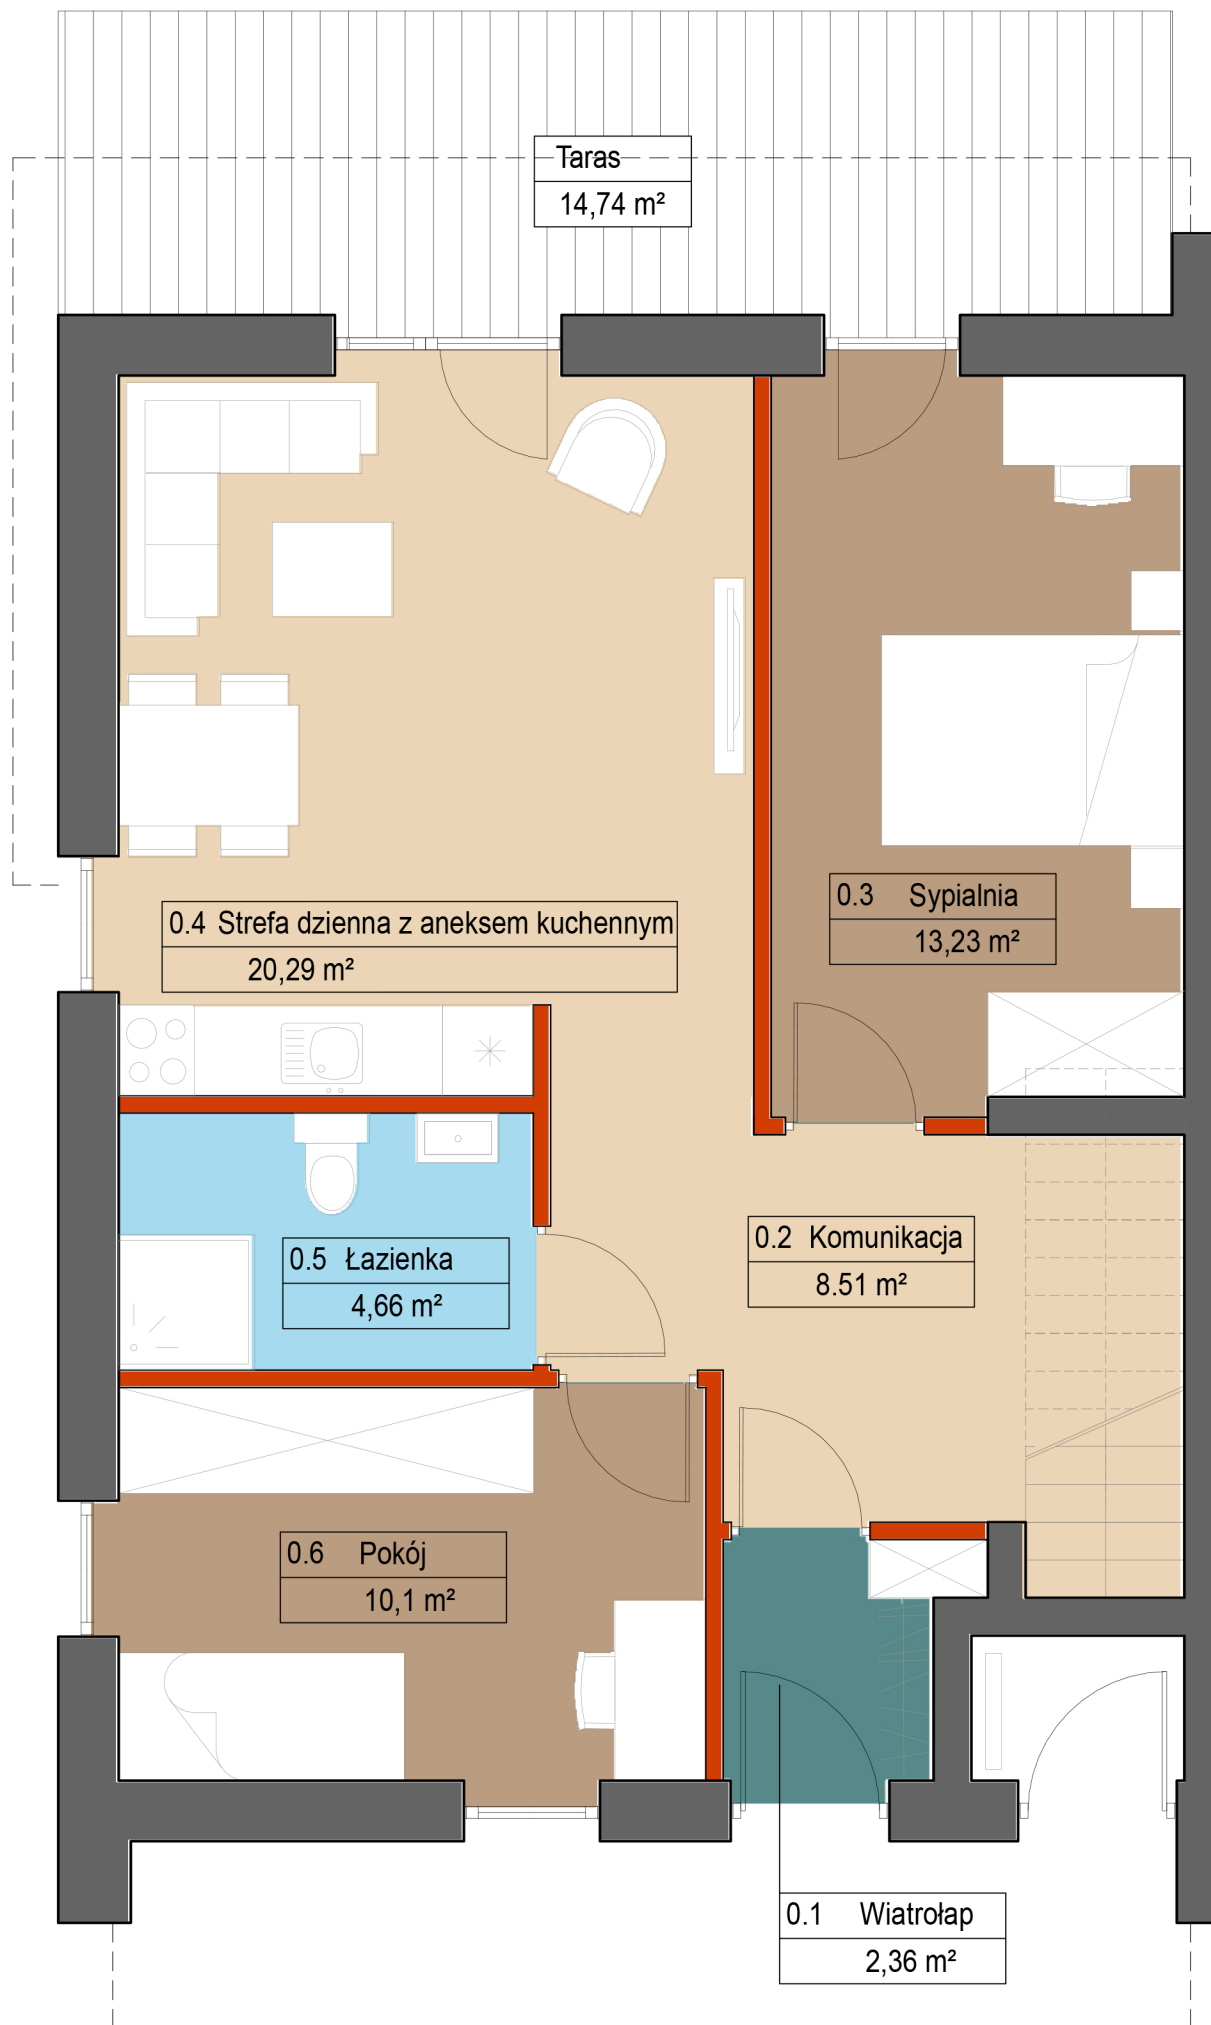 Taras
14,74 m²
0.4 Strefa dzienna z aneksem kuchennym
20,29 m²
0.3 Sypialnia
13,23 m²
0.2 Komunikacja
8.51 m²
0.5 Łazienka
4,66 m²
0.6 Pokój
10,1 m²
0.1 Wiatrołap
2,36 m²